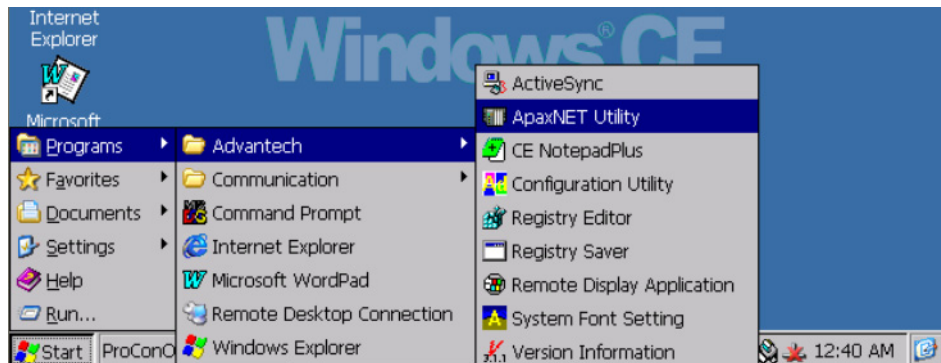 Internet
Explorer
Windows® CE
Microsoft
Programs
Favorites
Documents
Settings
Help
Run...
Advantech
Communication
Command Prompt
Internet Explorer
Microsoft WordPad
Remote Desktop Connection
Windows Explorer
ActiveSync
ApaxNET Utility
CE NotepadPlus
Configuration Utility
Registry Editor
Registry Saver
Remote Display Application
System Font Setting
Version Information
Start
ProConO
12:40 AM